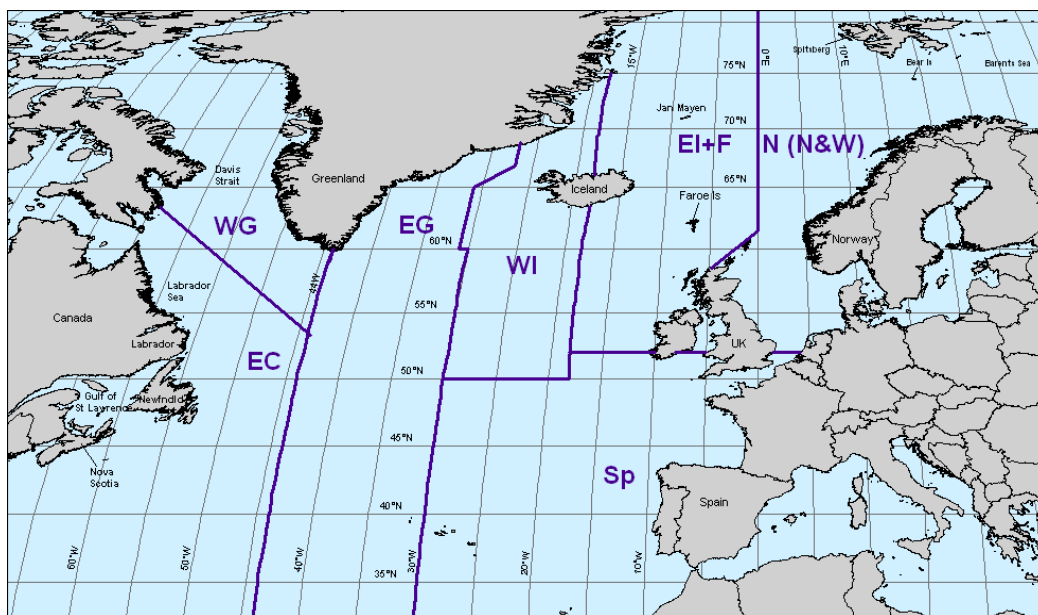 15°W
0°E
Spitsberg
10°E
Bear Is
Barents Sea
75°N
Jan Mayen
70°N
EI+F
N (N&W)
Davis
Strait
Greenland
Iceland
65°N
Faroe Is
WG
EG
60°N
Norway
WI
44W
Labrador
Sea
55°N
Canada
Labrador
UK
EC
50°N
Gulf of
St Lawrence
Newfndld
45°N
Nova
Scotia
Sp
Spain
40°N
60°W
50°W
40°W
35°N
30°W
20°W
10°W